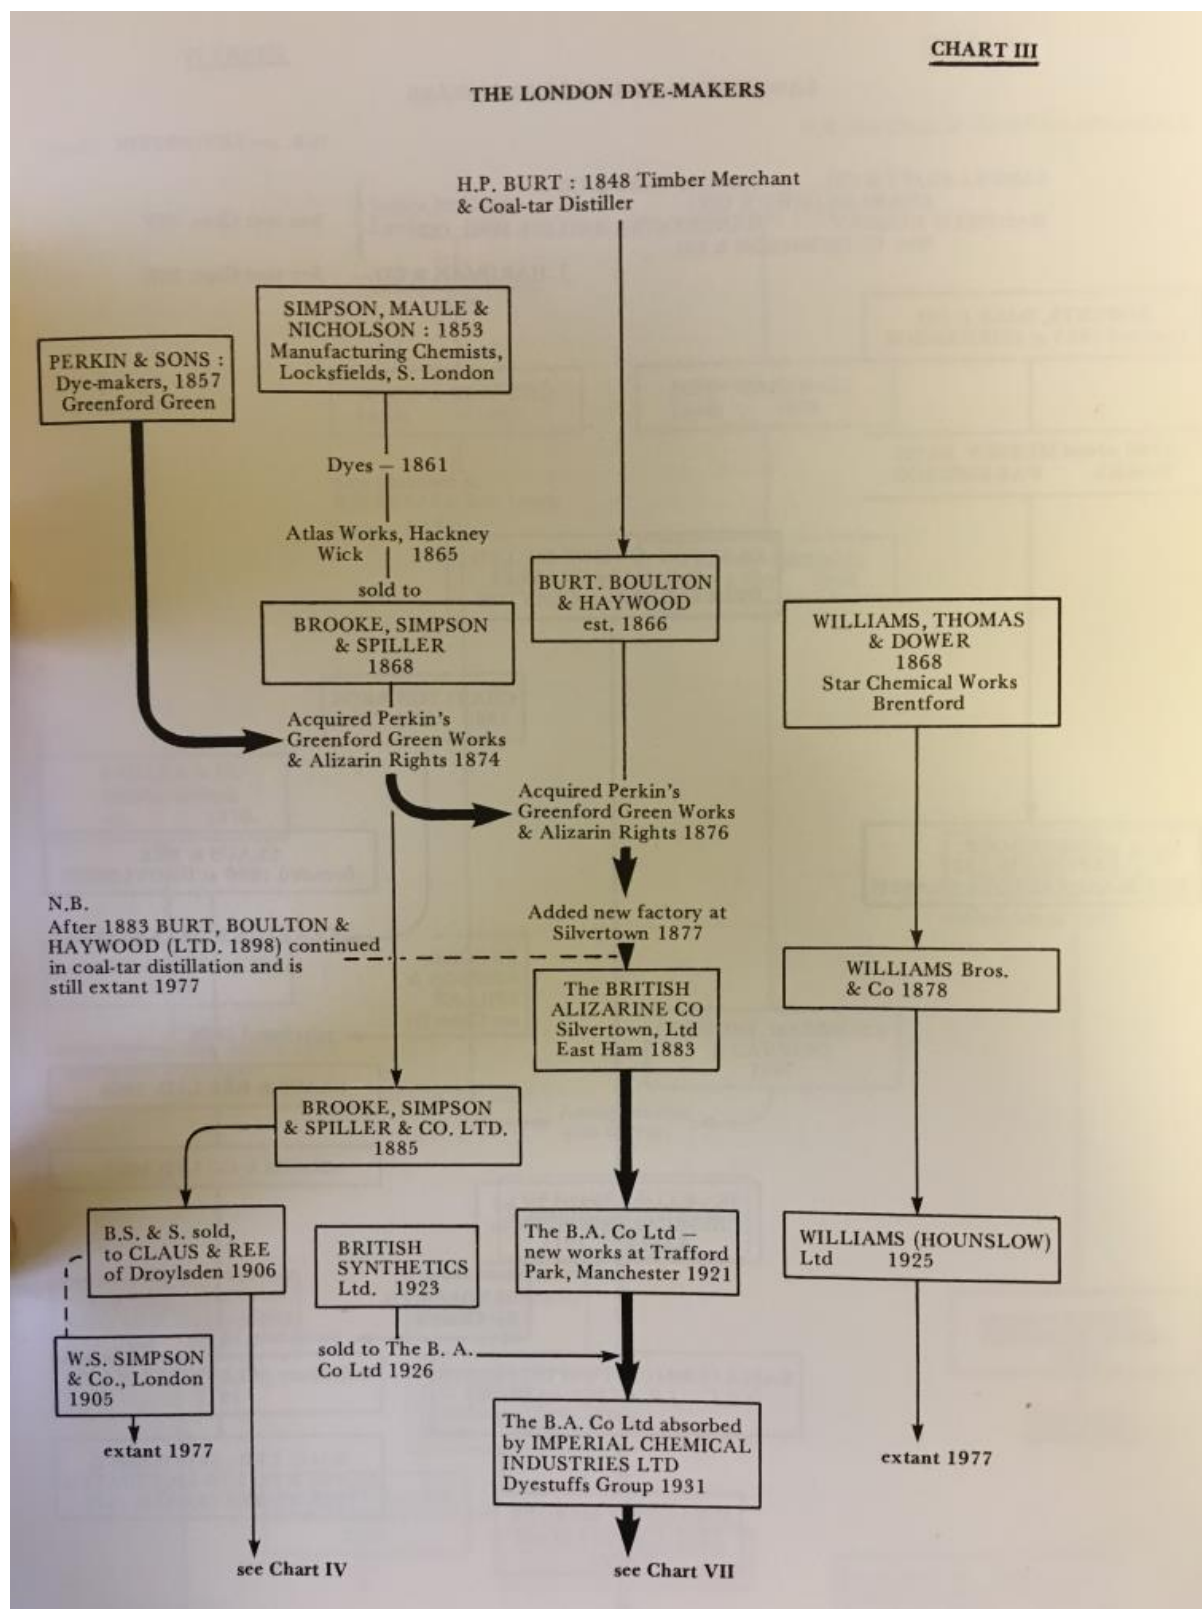 CHART III
THE LONDON DYE-MAKERS
H.P. BURT : 1848 Timber Merchant
& Coal-tar Distiller
SIMPSON, MAULE &
NICHOLSON : 1853
Manufacturing Chemists,
Locksfields, S. London
PERKIN & SONS :
Dye-makers, 1857
Greenford Green
Dyes – 1861
Atlas Works, Hackney
Wick 1865
sold to
BURT. BOULTON
& HAYWOOD
est. 1866
BROOKE, SIMPSON
& SPILLER
1868
WILLIAMS, THOMAS
& DOWER
1868
Star Chemical Works
Brentford
Acquired Perkin's
Greenford Green Works
& Alizarin Rights 1874
Acquired Perkin's
Greenford Green Works
& Alizarin Rights 1876
N.B.
After 1883 BURT, BOULTON &
HAYWOOD (LTD. 1898) continued
in coal-tar distillation and is
still extant 1977
Added new factory at
Silvertown 1877
WILLIAMS Bros.
& Co 1878
The BRITISH
ALIZARINE CO
Silvertown, Ltd
East Ham 1883
BROOKE, SIMPSON
& SPILLER & CO. LTD.
1885
B.S. & S. sold,
to CLAUS & REE
of Droylsden 1906
BRITISH
SYNTHETICS
Ltd. 1923
The B.A. Co Ltd –
new works at Trafford
Park, Manchester 1921
WILLIAMS (HOUNSLOW)
Ltd 1925
W.S. SIMPSON
& Co., London
1905
sold to The B. A.
Co Ltd 1926
extant 1977
The B.A. Co Ltd absorbed
by IMPERIAL CHEMICAL
INDUSTRIES LTD
Dyestuffs Group 1931
extant 1977
see Chart IV
see Chart VII